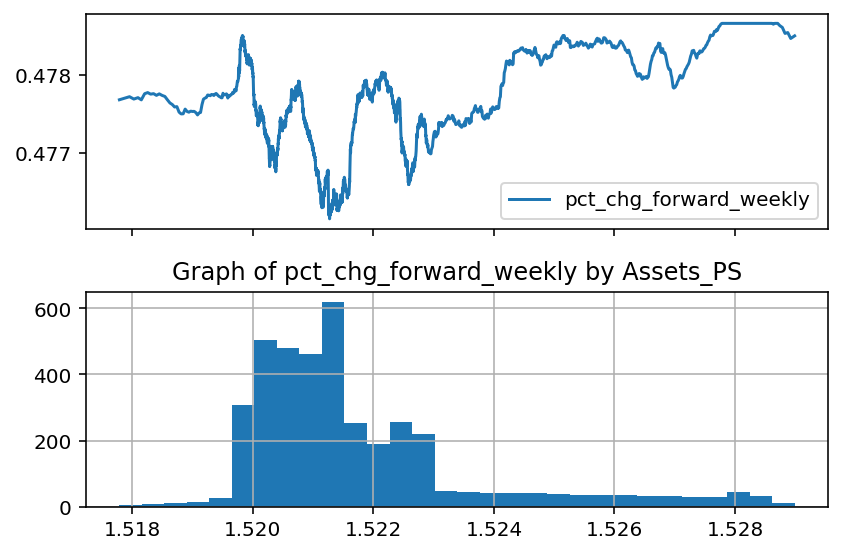 0.478
0.477
pct_chg_forward_weekly
Graph of pct_chg_forward_weekly by Assets_PS
600
400
200
0
1.518 1.520 1.522 1.524 1.526 1.528